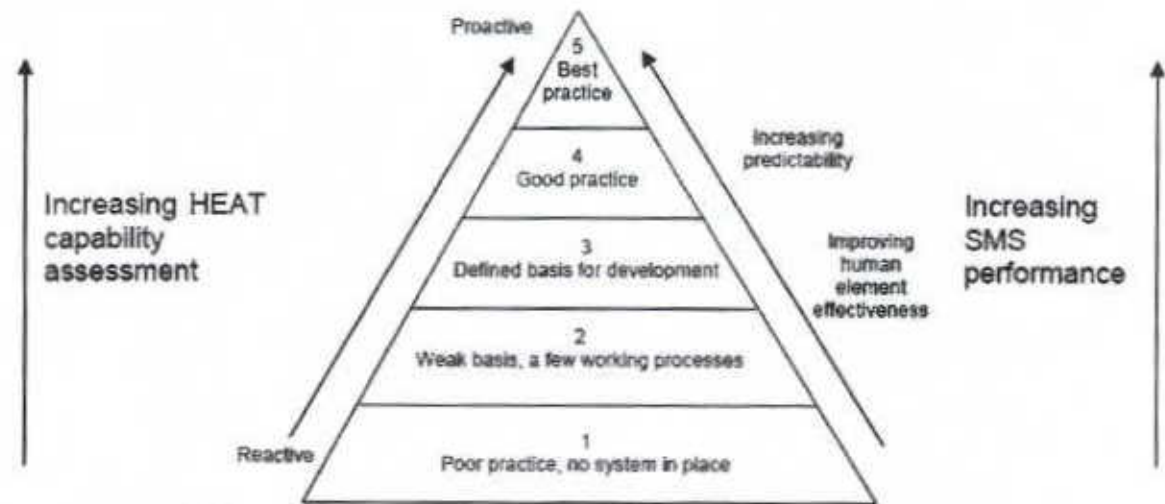 Proactive
5
Best
practice
4
Good practice
3
Defined basis for development
2
Weak basis, a few working processes
1
Poor practice, no system in place
Reactive
Increasing HEAT
capability
assessment
Increasing
predictability
Improving
human
element
effectiveness
Increasing
SMS
performance